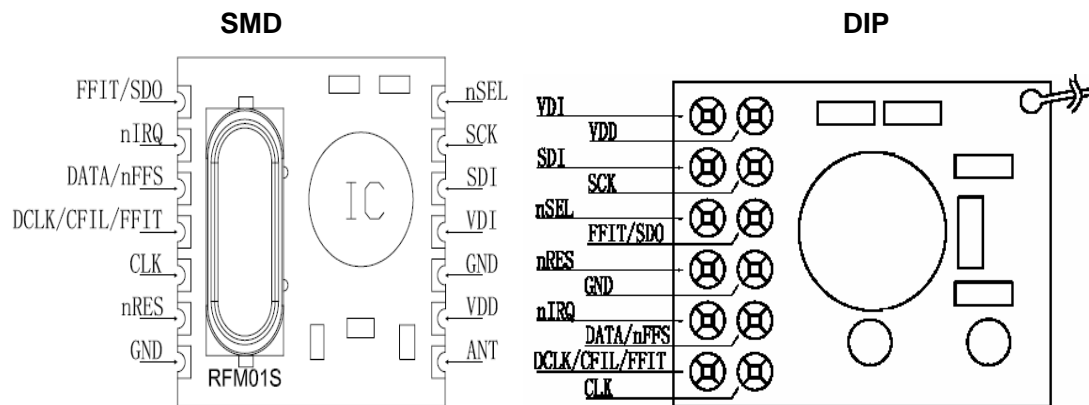 SMD
DIP
FFIT/SDO
nIRQ
DATA/nFFS
DCLK/CFIL/FFIT
CLK
nRES
GND
IC
RFM01S
nSEL
SCK
SDI
VDI
GND
VDD
ANT
VDI
VDD
SDI
SCK
nSEL
FFIT/SDO
nRES
GND
nIRQ
DATA/nFFS
DCLK/CFIL/FFIT
CLK